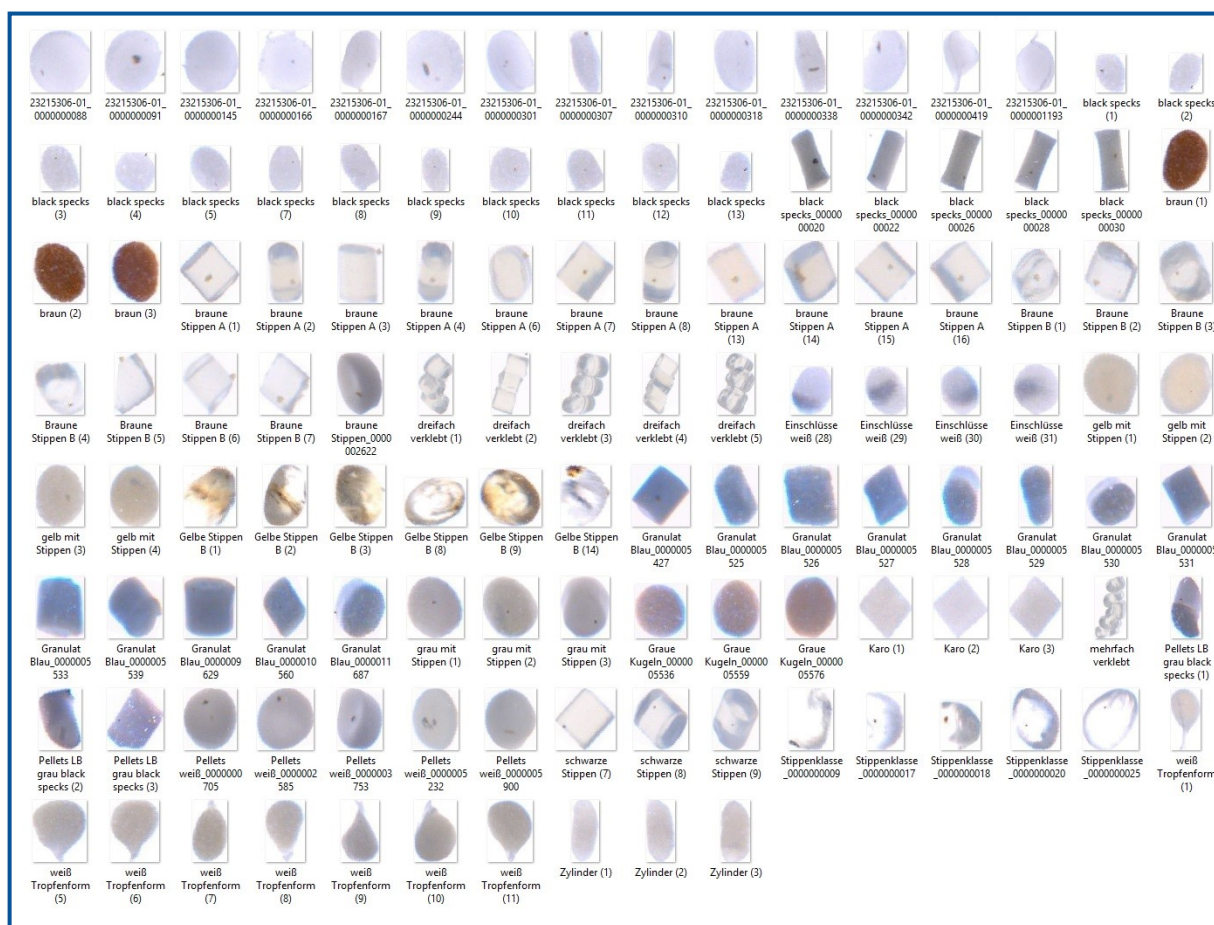 23215306-01_ 23215306-01_ 23215306-01_ 23215306-01_ 23215306-01_ 23215306-01_ 23215306-01_ 23215306-01_ 23215306-01_ 23215306-01_ 23215306-01_ 23215306-01_ 23215306-01_ 23215306-01_ black specks black specks
0000000088 0000000091 0000000145 0000000166 0000000167 0000000244 0000000301 0000000307 0000000310 0000000318 0000000338 0000000342 0000000419 0000001193 (1) (2)
black specks black specks black specks black specks black specks black specks black specks black specks black specks black specks black black black black black braun (1)
(3) (4) (5) (7) (8) (9) (10) (11) (12) (13) specks_00000 specks_00000 specks_00000 specks_00000 specks_00000
00020 00022 00026 00028 00030
braun (2) braun (3) braune braune braune braune braune braune braune braune braune braune braune Braune Braune Braune
Stippen A (1) Stippen A (2) Stippen A (3) Stippen A (4) Stippen A (6) Stippen A (7) Stippen A (8) Stippen A Stippen A Stippen A Stippen A Stippen B (1) Stippen B (2) Stippen B (3)
(13) (14) (15) (16)
Braune Braune Braune Braune braune dreifach dreifach dreifach dreifach dreifach Einschlüsse Einschlüsse Einschlüsse Einschlüsse gelb mit gelb mit
Stippen B (4) Stippen B (5) Stippen B (6) Stippen B (7) Stippen_0000 verklebt (1) verklebt (2) verklebt (3) verklebt (4) verklebt (5) weiß (28) weiß (29) weiß (30) weiß (31) Stippen (1) Stippen (2)
002622
gelb mit gelb mit Gelbe Stippen Gelbe Stippen Gelbe Stippen Gelbe Stippen Gelbe Stippen Gelbe Stippen Granulat Granulat Granulat Granulat Granulat Granulat Granulat Granulat
Stippen (3) Stippen (4) B (1) B (2) B (3) B (8) B (9) B (14) Blau_0000005 Blau_0000005 Blau_0000005 Blau_0000005 Blau_0000005 Blau_0000005 Blau_0000005 Blau_0000005
427 525 526 527 528 529 530 531
Granulat Granulat Granulat Granulat Granulat grau mit grau mit grau mit Graue Graue Graue Karo (1) Karo (2) Karo (3) mehrfach Pellets LB
Blau_0000005 Blau_0000005 Blau_0000009 Blau_0000010 Blau_0000011 Stippen (1) Stippen (2) Stippen (3) Kugeln_00000 Kugeln_00000 Kugeln_00000 verklebt grau black
533 539 629 560 687 05536 05559 05576 specks (1)
Pellets LB Pellets LB Pellets Pellets Pellets Pellets Pellets schwarze schwarze schwarze Stippenklasse Stippenklasse Stippenklasse Stippenklasse Stippenklasse weiß
grau black grau black weiß_0000000 weiß_0000002 weiß_0000003 weiß_0000005 weiß_0000005 Stippen (7) Stippen (8) Stippen (9) _0000000009 _0000000017 _0000000018 _0000000020 _0000000025 Tropfenform
specks (2) specks (3) 705 585 753 232 900 (1)
weiß weiß weiß weiß weiß weiß weiß Zylinder (1) Zylinder (2) Zylinder (3)
Tropfenform Tropfenform Tropfenform Tropfenform Tropfenform Tropfenform Tropfenform
(5) (6) (7) (8) (9) (10) (11)